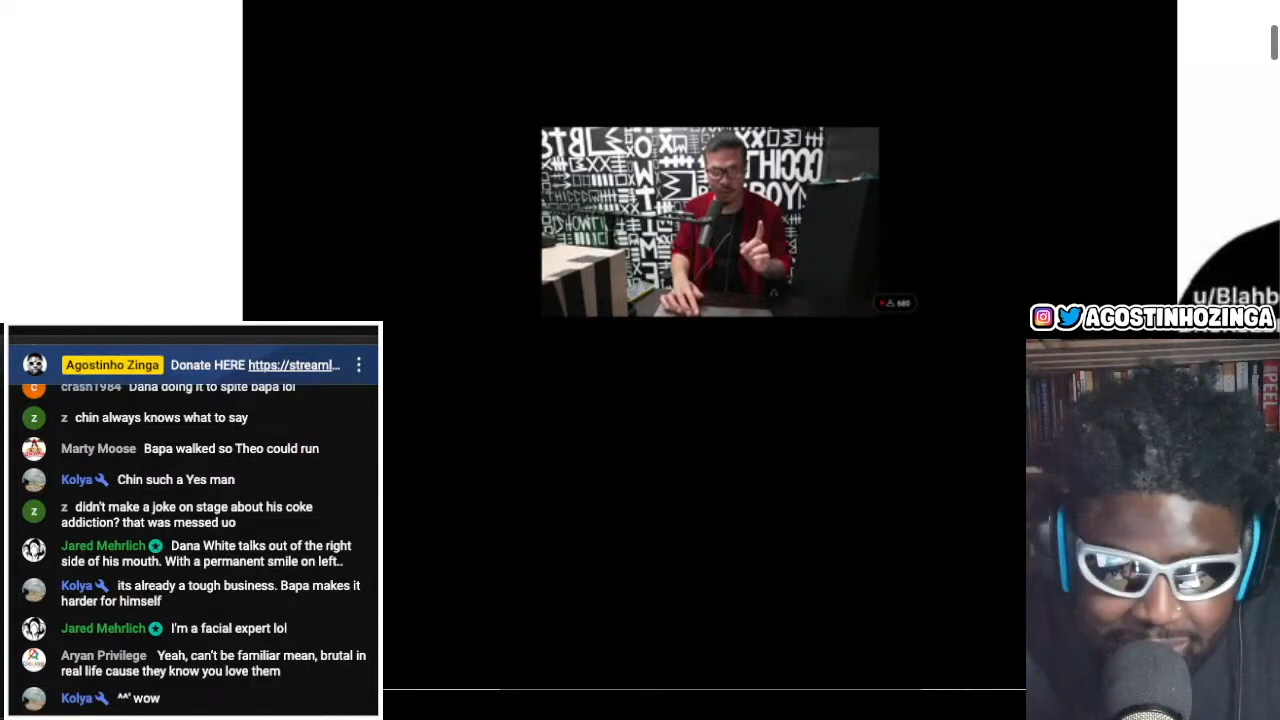 680
u/Blahb
AGOSTINHOZINGA
PEEL
Agostinho Zinga Donate HERE https://streaml...
crash1984 Dana doing it to spite bapa lol
z chin always knows what to say
Marty Moose Bapa walked so Theo could run
Kolya Chin such a Yes man
z didn't make a joke on stage about his coke
addiction? that was messed uo
Jared Mehrlich Dana White talks out of the right
side of his mouth. With a permanent smile on left..
Kolya its already a tough business. Bapa makes it
harder for himself
Jared Mehrlich I'm a facial expert lol
Aryan Privilege Yeah, can't be familiar mean, brutal in
real life cause they know you love them
Kolya ^^' wow